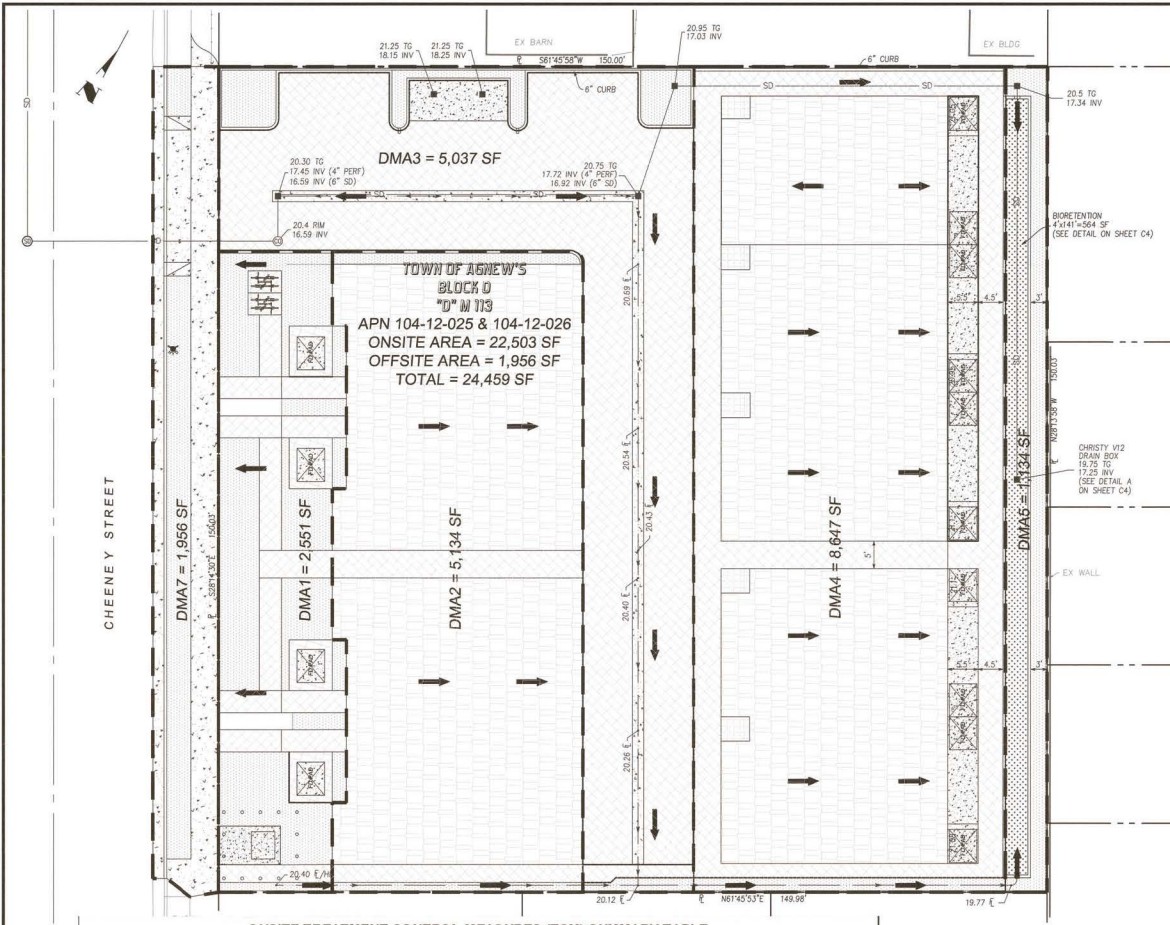 EX BARN
EX BLDG
20.95 TG
17.03 INV
21.25 TG
18.15 INV
21.25 TG
18.25 INV
S61°45'58"W 150.00'
6" CURB
6" CURB
SD
SD
SD
20.5 TG
17.34 INV
DMA3 = 5,037 SF
20.30 TG
17.45 INV (4" PERF)
16.59 INV (6" SD)
20.75 TG
17.72 INV (4" PERF)
16.92 INV (6" SD)
SD
SD
20.4 RIM
16.59 INV
SD
BIORETENTION
4'x141'=564 SF
(SEE DETAIL ON SHEET C4)
TOWN OF AGNEW'S
BLOCK D
"D" M 113
APN 104-12-025 & 104-12-026
ONSITE AREA = 22,503 SF
OFFSITE AREA = 1,956 SF
TOTAL = 24,459 SF
20.69
5.5'
4.5'
3'
CHEENEY STREET
DMA7 = 1,956 SF
S28°14'30"E 150.03'
DMA1 = 2,551 SF
DMA2 = 5,134 SF
20.54
20.43
20.40
20.26
DMA4 = 8,647 SF
5'
DMA5 = 1,134 SF
N28°13'58"W 150.03'
CHRISTY V12
DRAIN BOX
19.75 TG
17.25 INV
(SEE DETAIL A
ON SHEET C4)
EX WALL
5.5'
4.5'
3'
20.12
N61°45'53"E 149.98'
19.77